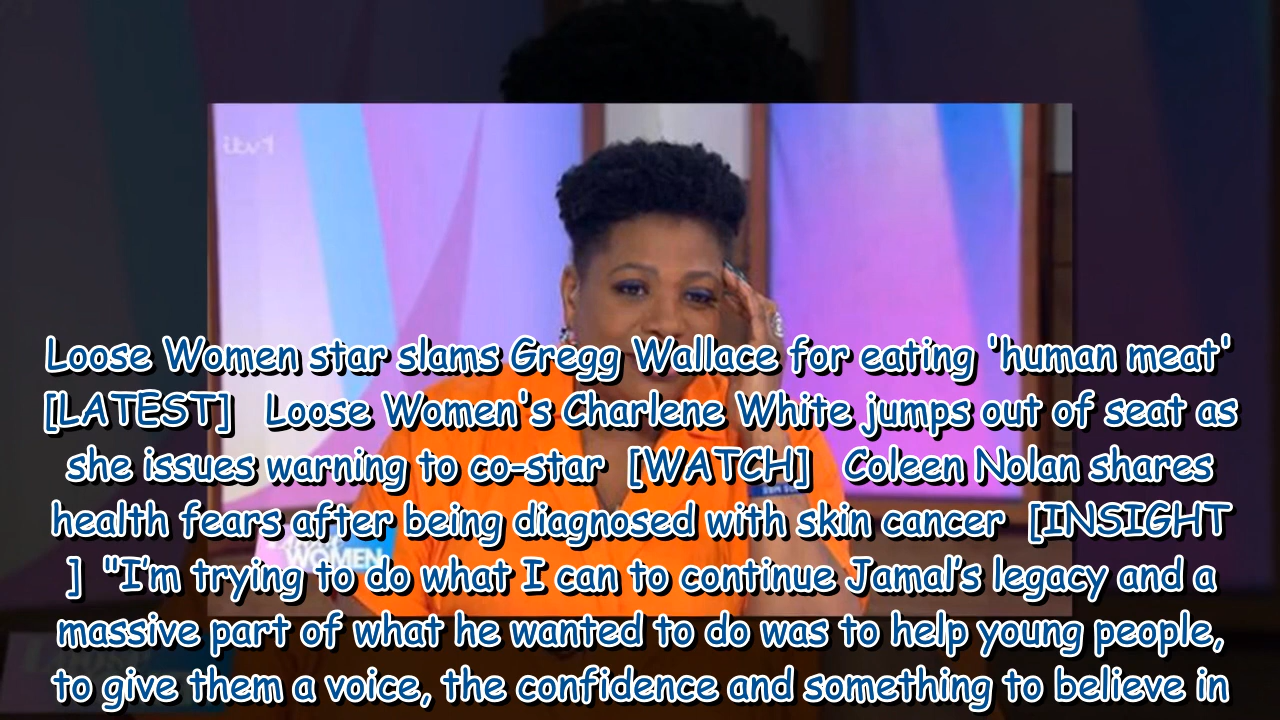 itv1
Loose Women star slams Gregg Wallace for eating 'human meat'
[LATEST] Loose Women's Charlene White jumps out of seat as
she issues warning to co-star [WATCH] Coleen Nolan shares
health fears after being diagnosed with skin cancer [INSIGHT
] "I’m trying to do what I can to continue Jamal’s legacy and a
WOMEN
massive part of what he wanted to do was to help young people,
to give them a voice, the confidence and something to believe in